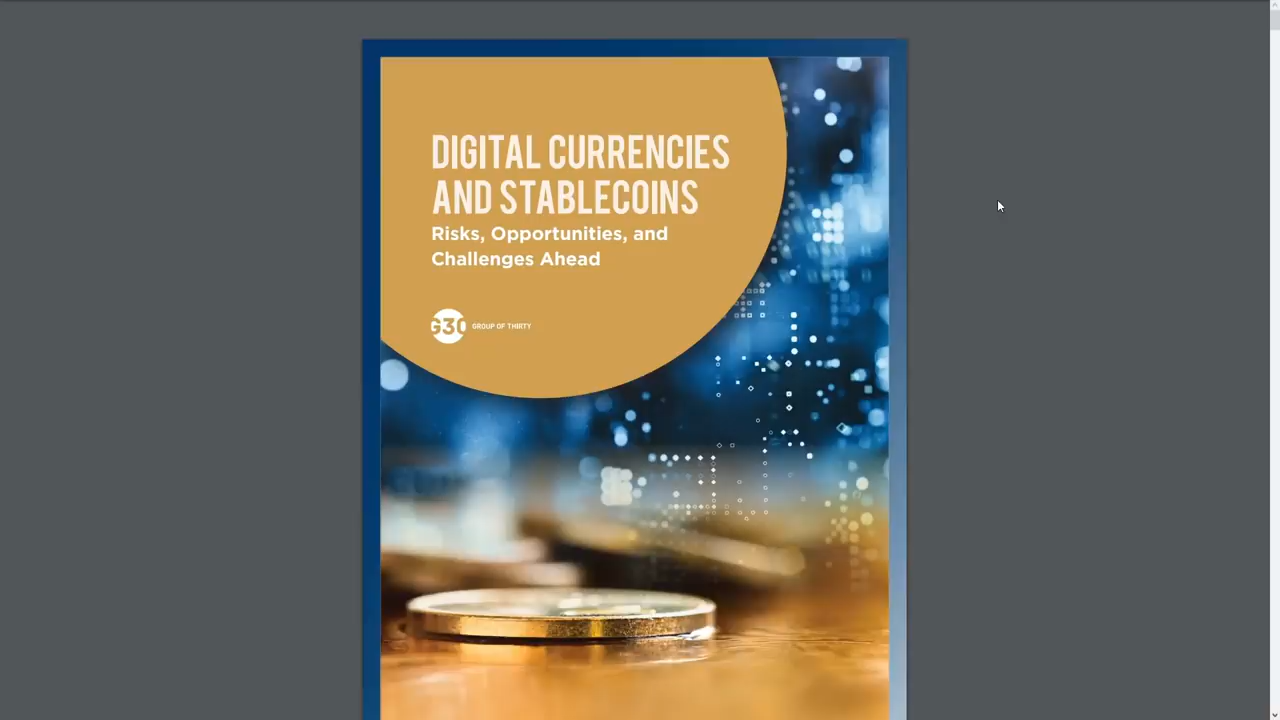 DIGITAL CURRENCIES
AND STABLECOINS
Risks, Opportunities, and
Challenges Ahead
G30 GROUP OF THIRTY